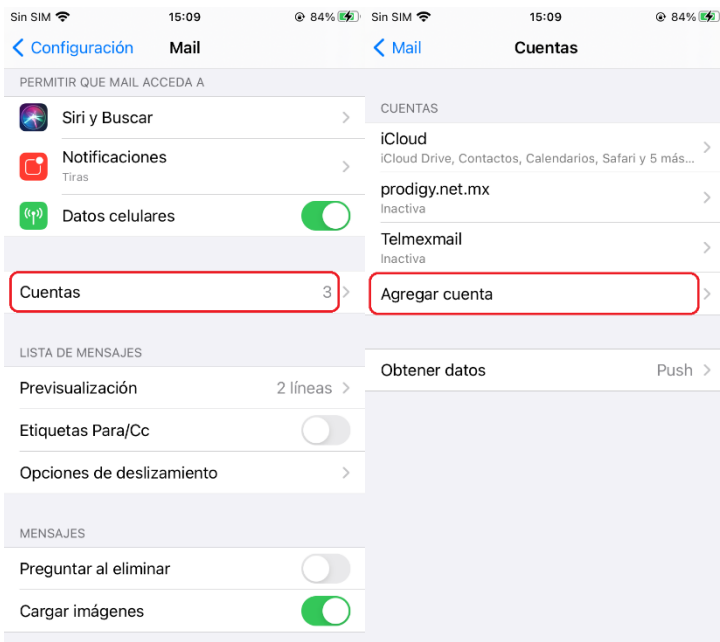 Sin SIM 15:09 84%
Configuración Mail
PERMITIR QUE MAIL ACCEDA A
Siri y Buscar
Notificaciones
Tiras
Datos celulares
Cuentas 3
LISTA DE MENSAJES
Previsualización 2 líneas
Etiquetas Para/Cc
Opciones de deslizamiento
MENSAJES
Preguntar al eliminar
Cargar imágenes
Sin SIM 15:09 84%
Mail Cuentas
CUENTAS
iCloud
iCloud Drive, Contactos, Calendarios, Safari y 5 más...
prodigy.net.mx
Inactiva
Telmexmail
Inactiva
Agregar cuenta
Obtener datos Push